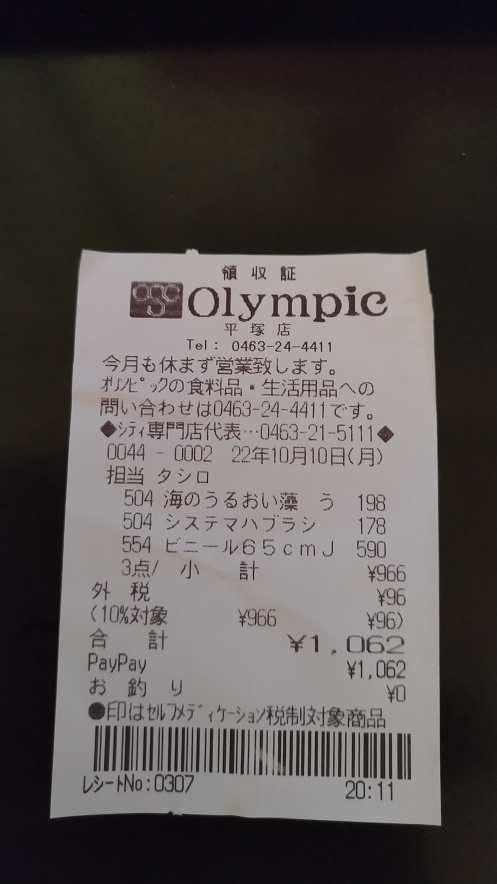 領収証
OSC Olympic
平塚店
Tel: 0463-24-4411
今月も休まず営業致します。
ｵﾘﾝﾋﾟｯｸの食料品・生活用品への
問い合わせは0463-24-4411です。
◆ｼﾃｨ専門店代表…0463-21-5111◆
0044 - 0002 22年10月10日(月)
担当 タシロ
504 海のうるおい藻 う 198
504 システマハブラシ 178
554 ビニール６５ｃｍＪ 590
3点/ 小 計 ¥966
外 税 ¥96
(10%対象 ¥966 ¥96)
合 計 ¥1,062
PayPay ¥1,062
お 釣 り ¥0
●印はｾﾙﾌﾒﾃﾞｨｹｰｼｮﾝ税制対象商品
ﾚｼｰﾄNo:0307 20:11